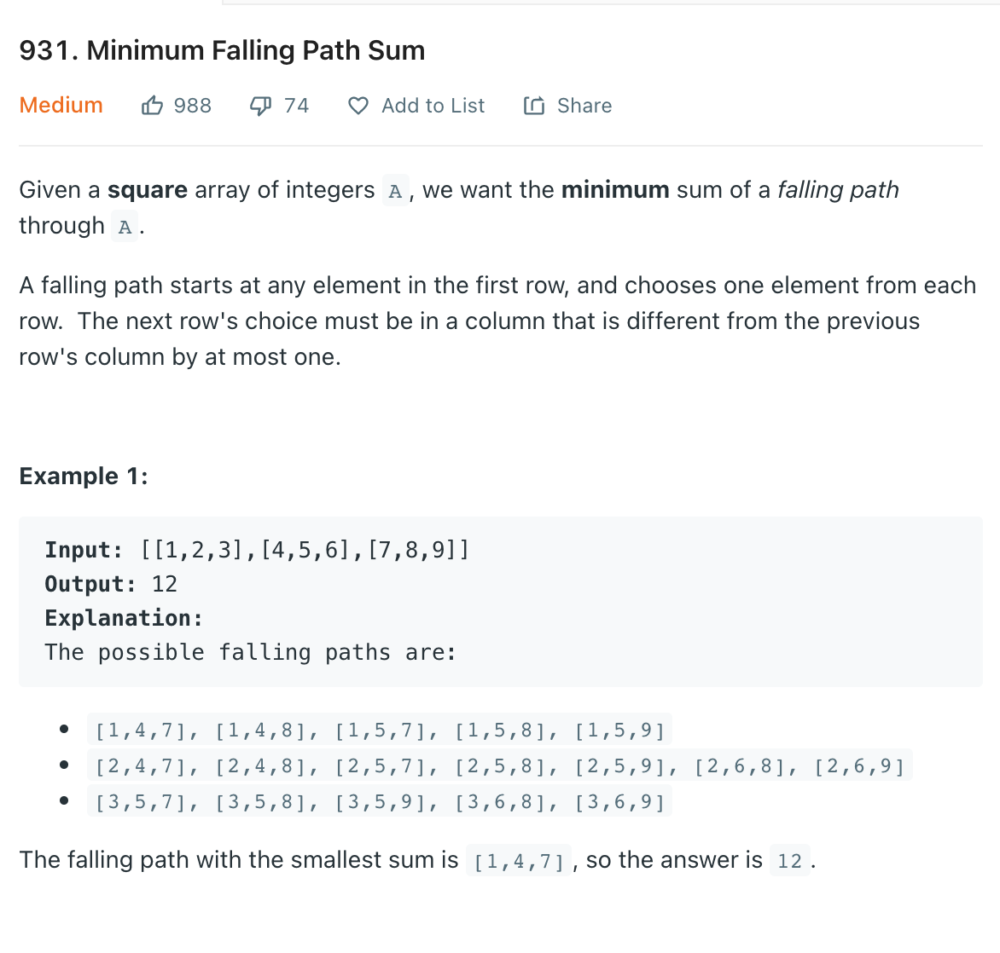 931. Minimum Falling Path Sum
Medium 988 74 Add to List Share
Given a square array of integers A, we want the minimum sum of a falling path
through A.
A falling path starts at any element in the first row, and chooses one element from each
row.  The next row's choice must be in a column that is different from the previous
row's column by at most one.
Example 1:
Input: [[1,2,3],[4,5,6],[7,8,9]]
Output: 12
Explanation:
The possible falling paths are:
[1,4,7], [1,4,8], [1,5,7], [1,5,8], [1,5,9]
[2,4,7], [2,4,8], [2,5,7], [2,5,8], [2,5,9], [2,6,8], [2,6,9]
[3,5,7], [3,5,8], [3,5,9], [3,6,8], [3,6,9]
The falling path with the smallest sum is [1,4,7], so the answer is 12.